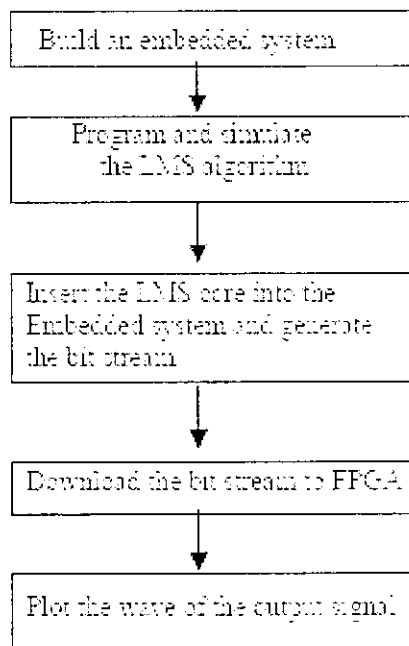 Build an embedded system
Program and simulate
the LMS algorithm
Insert the LMS core into the
Embedded system and generate
the bit stream
Download the bit stream to FPGA
Plot the wave of the output signal